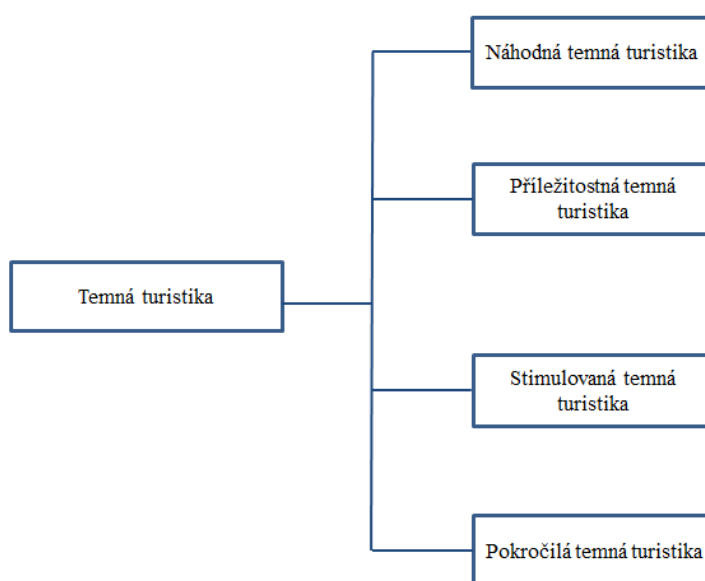 Náhodná temná turistika
Příležitostná temná
turistika
Temná turistika
Stimulovaná temná
turistika
Pokročilá temná turistika